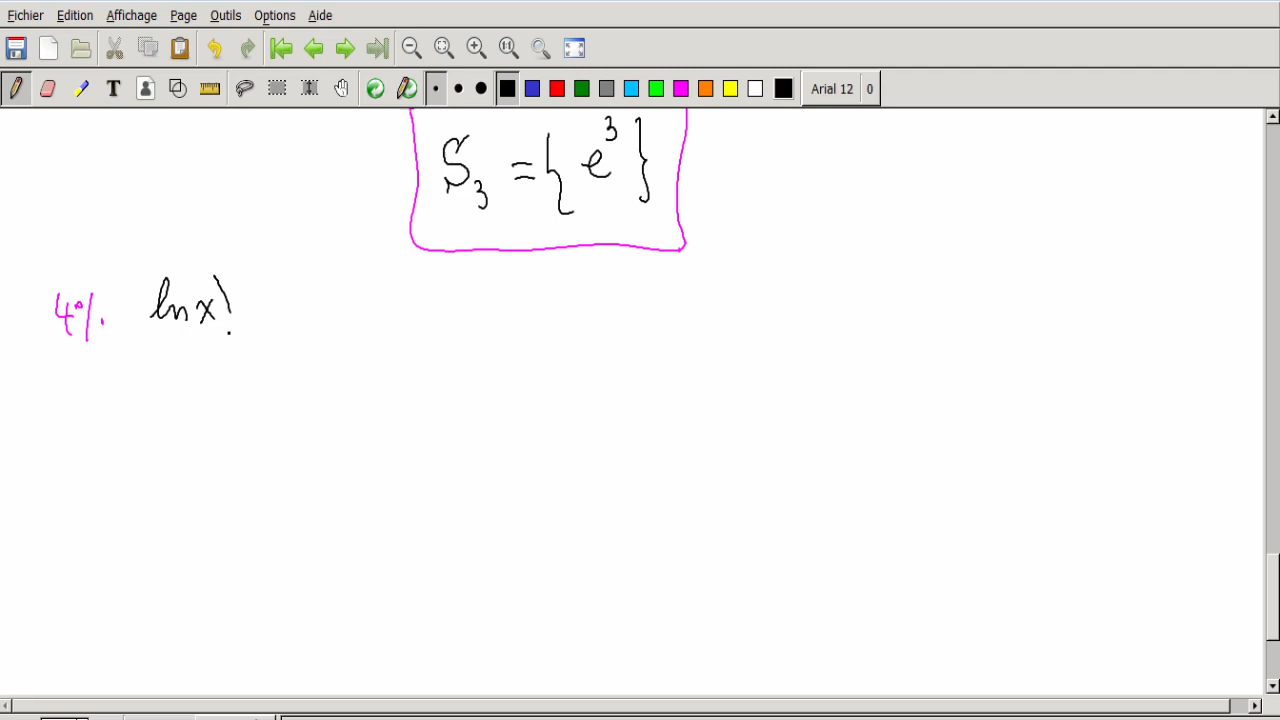 Fichier Edition Affichage Page Outils Options Aide
Arial 12 0
S₃ = { e³ }
4°/. ln x